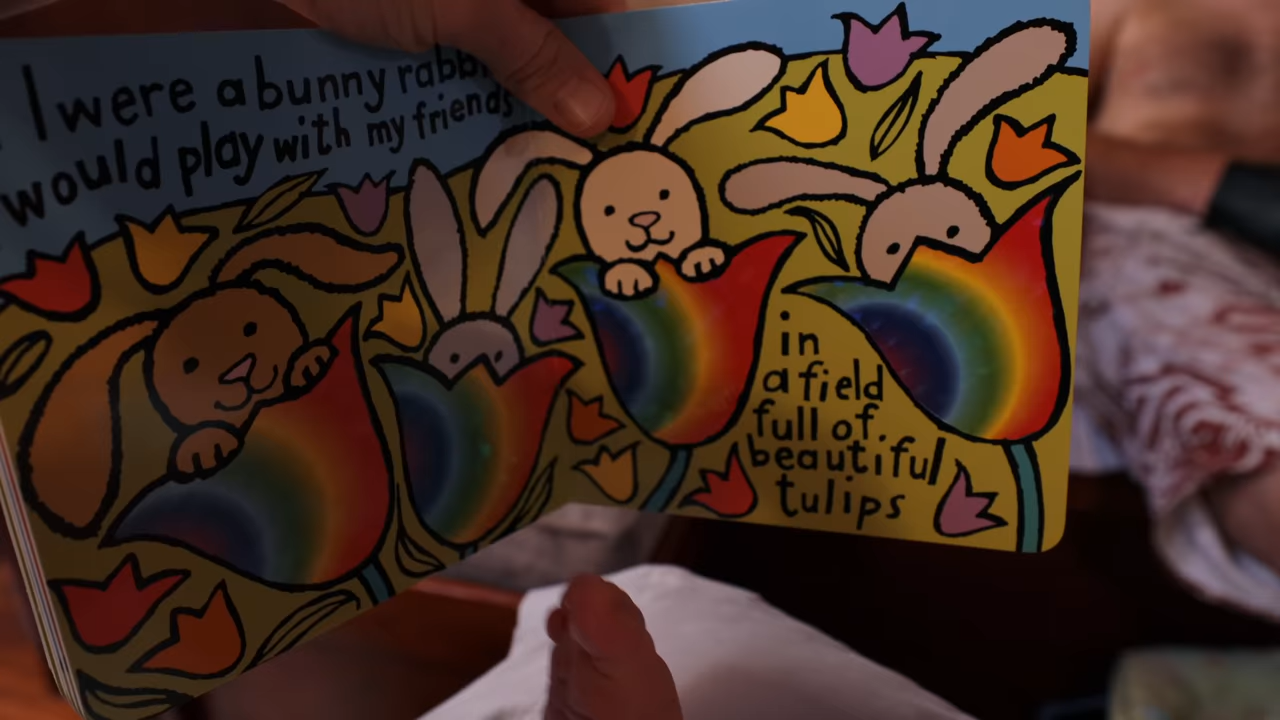 I were a bunny
would play with my friends
in
a field
full of
beautiful
tulips